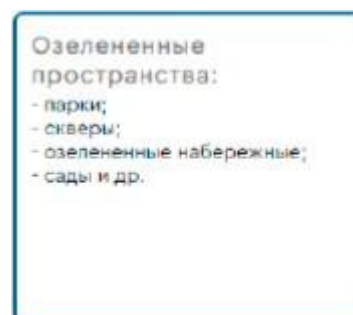 Озелененные
пространства:
- парки;
- скверы;
- озелененные набережные;
- сады и др.